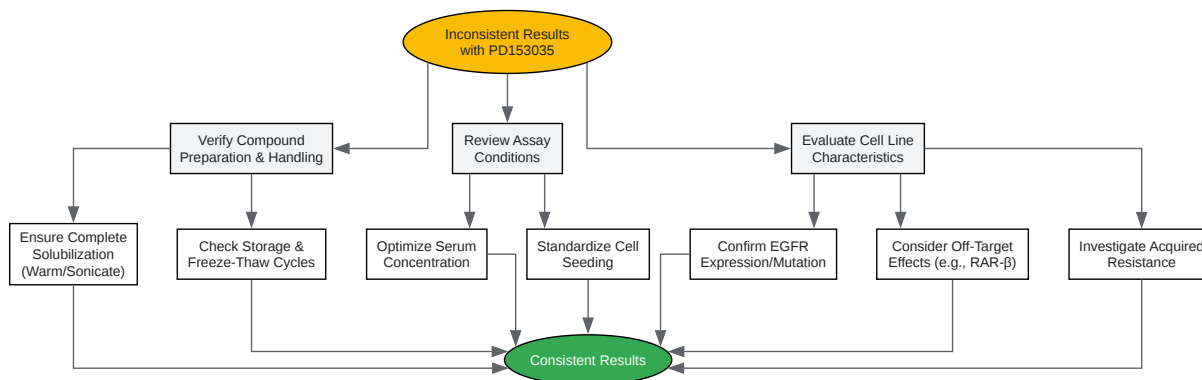 Inconsistent Results
with PD153035
Verify Compound
Preparation & Handling
Review Assay
Conditions
Evaluate Cell Line
Characteristics
Ensure Complete
Solubilization
(Warm/Sonicate)
Check Storage &
Freeze-Thaw Cycles
Optimize Serum
Concentration
Standardize Cell
Seeding
Confirm EGFR
Expression/Mutation
Consider Off-Target
Effects (e.g., RAR-β)
Investigate Acquired
Resistance
Consistent Results